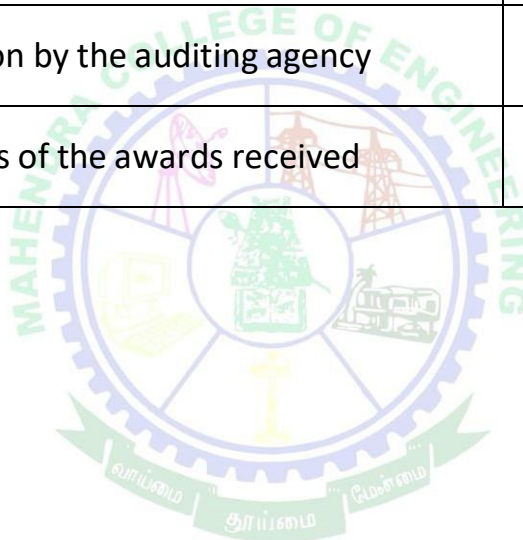 on by the auditing agency
s of the awards received
MAHENDRA COLLEGE OF ENGINEERING
வாய்மை
தூய்மை
மேன்மை